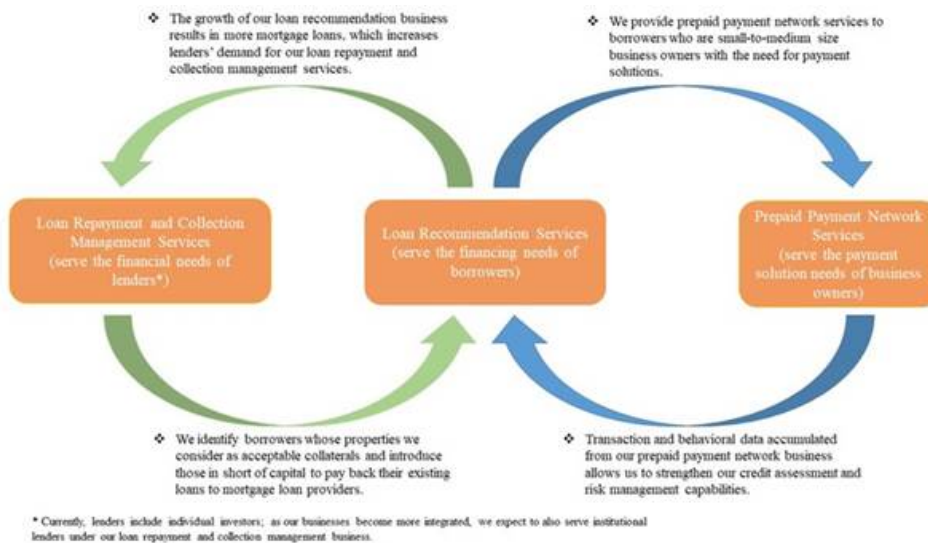 ❖ The growth of our loan recommendation business
results in more mortgage loans, which increases
lenders' demand for our loan repayment and
collection management services.
❖ We provide prepaid payment network services to
borrowers who are small-to-medium size
business owners with the need for payment
solutions.
Loan Repayment and Collection
Management Services
(serve the financial needs of
lenders*)
Loan Recommendation Services
(serve the financing needs of
borrowers)
Prepaid Payment Network
Services
(serve the payment
solution needs of business
owners)
❖ We identify borrowers whose properties we
consider as acceptable collaterals and introduce
those in short of capital to pay back their existing
loans to mortgage loan providers.
❖ Transaction and behavioral data accumulated
from our prepaid payment network business
allows us to strengthen our credit assessment and
risk management capabilities.
* Currently, lenders include individual investors; as our businesses become more integrated, we expect to also serve institutional
lenders under our loan repayment and collection management business.